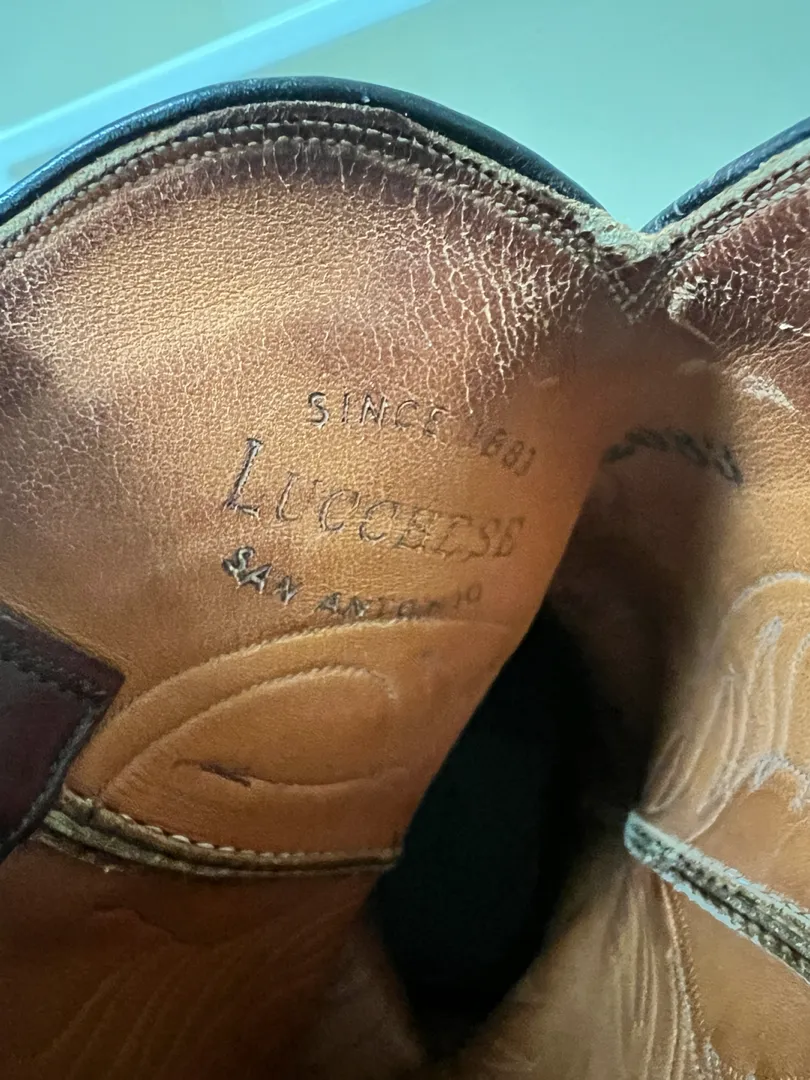 SINCE 1883
LUCCHESE
SAN ANTONIO